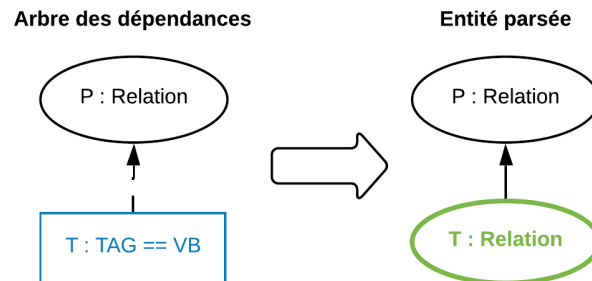 Arbre des dépendances
Entité parsée
P : Relation
P : Relation
T : TAG == VB
T : Relation